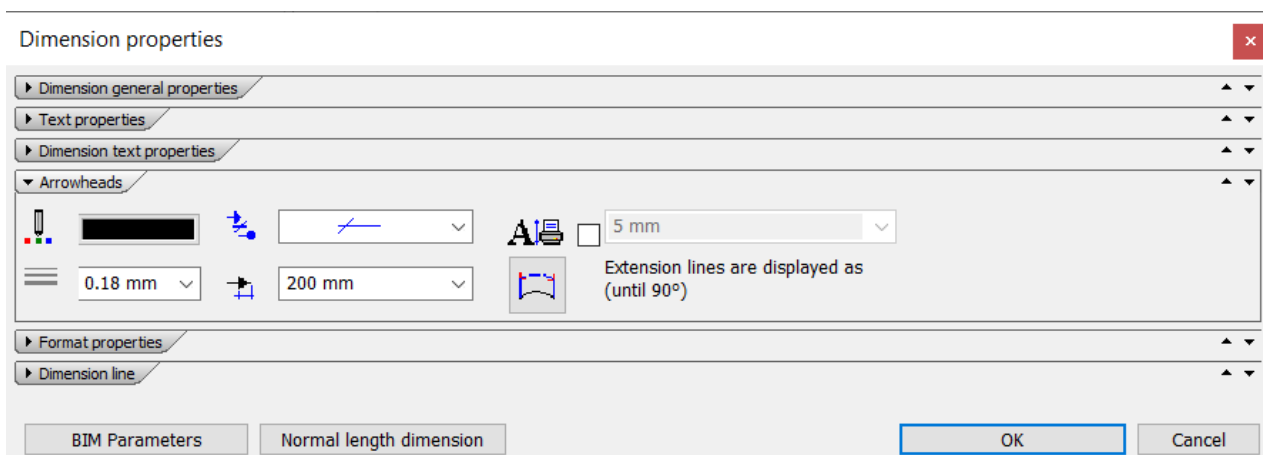 Dimension properties
Dimension general properties
Text properties
Dimension text properties
Arrowheads
A 5 mm
0.18 mm 200 mm Extension lines are displayed as
(until 90º)
Format properties
Dimension line
BIM Parameters Normal length dimension OK Cancel